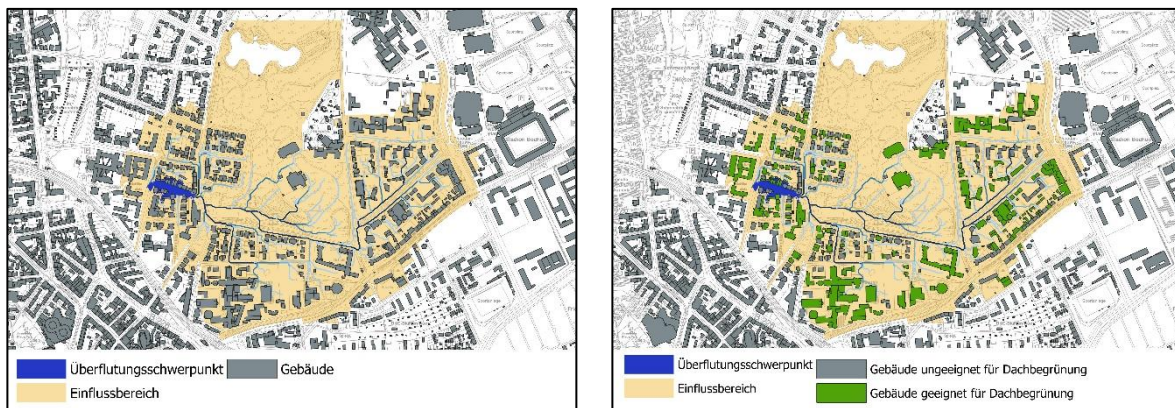 Überflutungsschwerpunkt
Gebäude
Einflussbereich
Überflutungsschwerpunkt
Gebäude ungeeignet für Dachbegrünung
Einflussbereich
Gebäude geeignet für Dachbegrünung